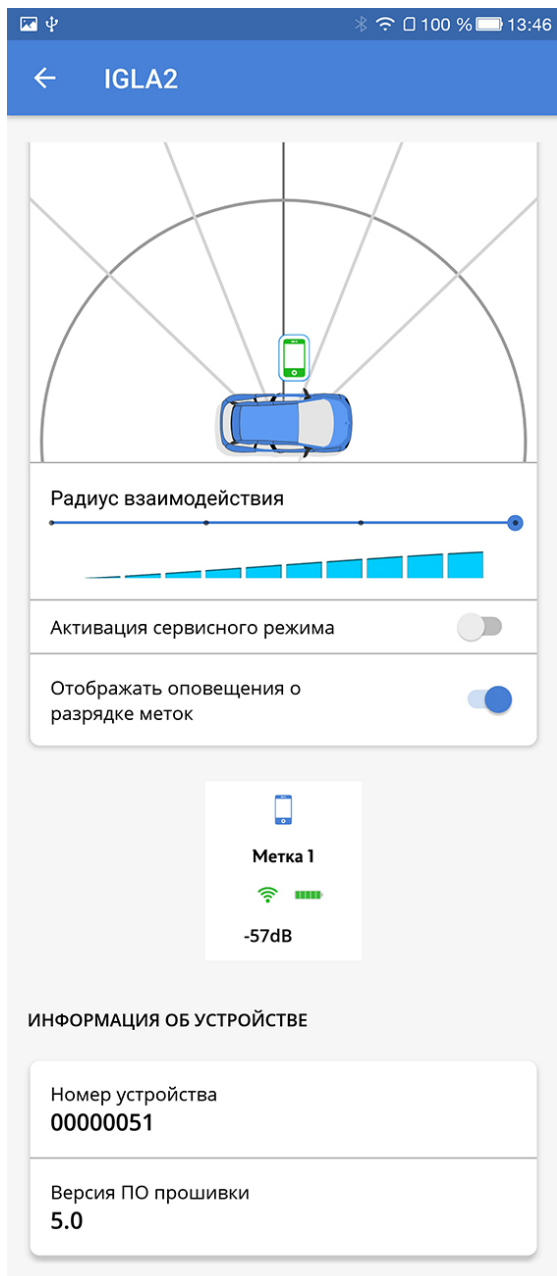 100 % 13:46
IGLA2
Радиус взаимодействия
Активация сервисного режима
Отображать оповещения о
разрядке меток
Метка 1
-57dB
ИНФОРМАЦИЯ ОБ УСТРОЙСТВЕ
Номер устройства
00000051
Версия ПО прошивки
5.0